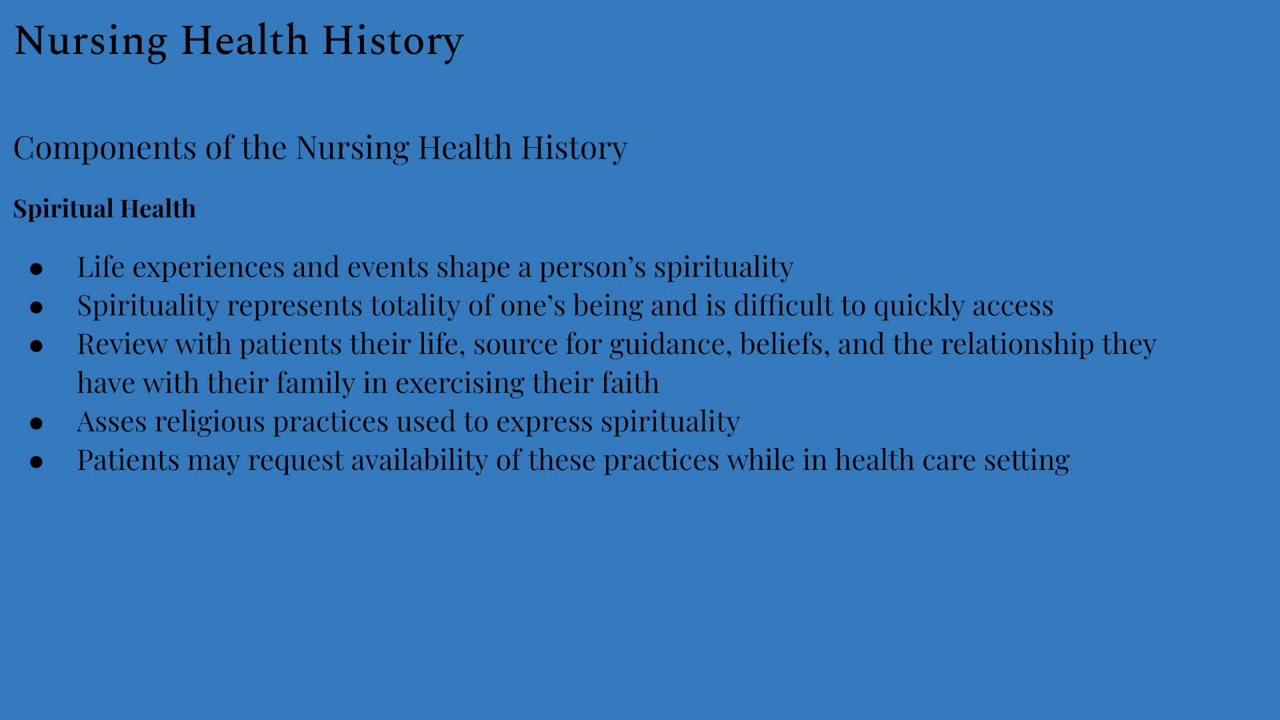 Nursing Health History
Components of the Nursing Health History
Spiritual Health
● Life experiences and events shape a person’s spirituality
● Spirituality represents totality of one’s being and is difficult to quickly access
● Review with patients their life, source for guidance, beliefs, and the relationship they
have with their family in exercising their faith
● Asses religious practices used to express spirituality
● Patients may request availability of these practices while in health care setting